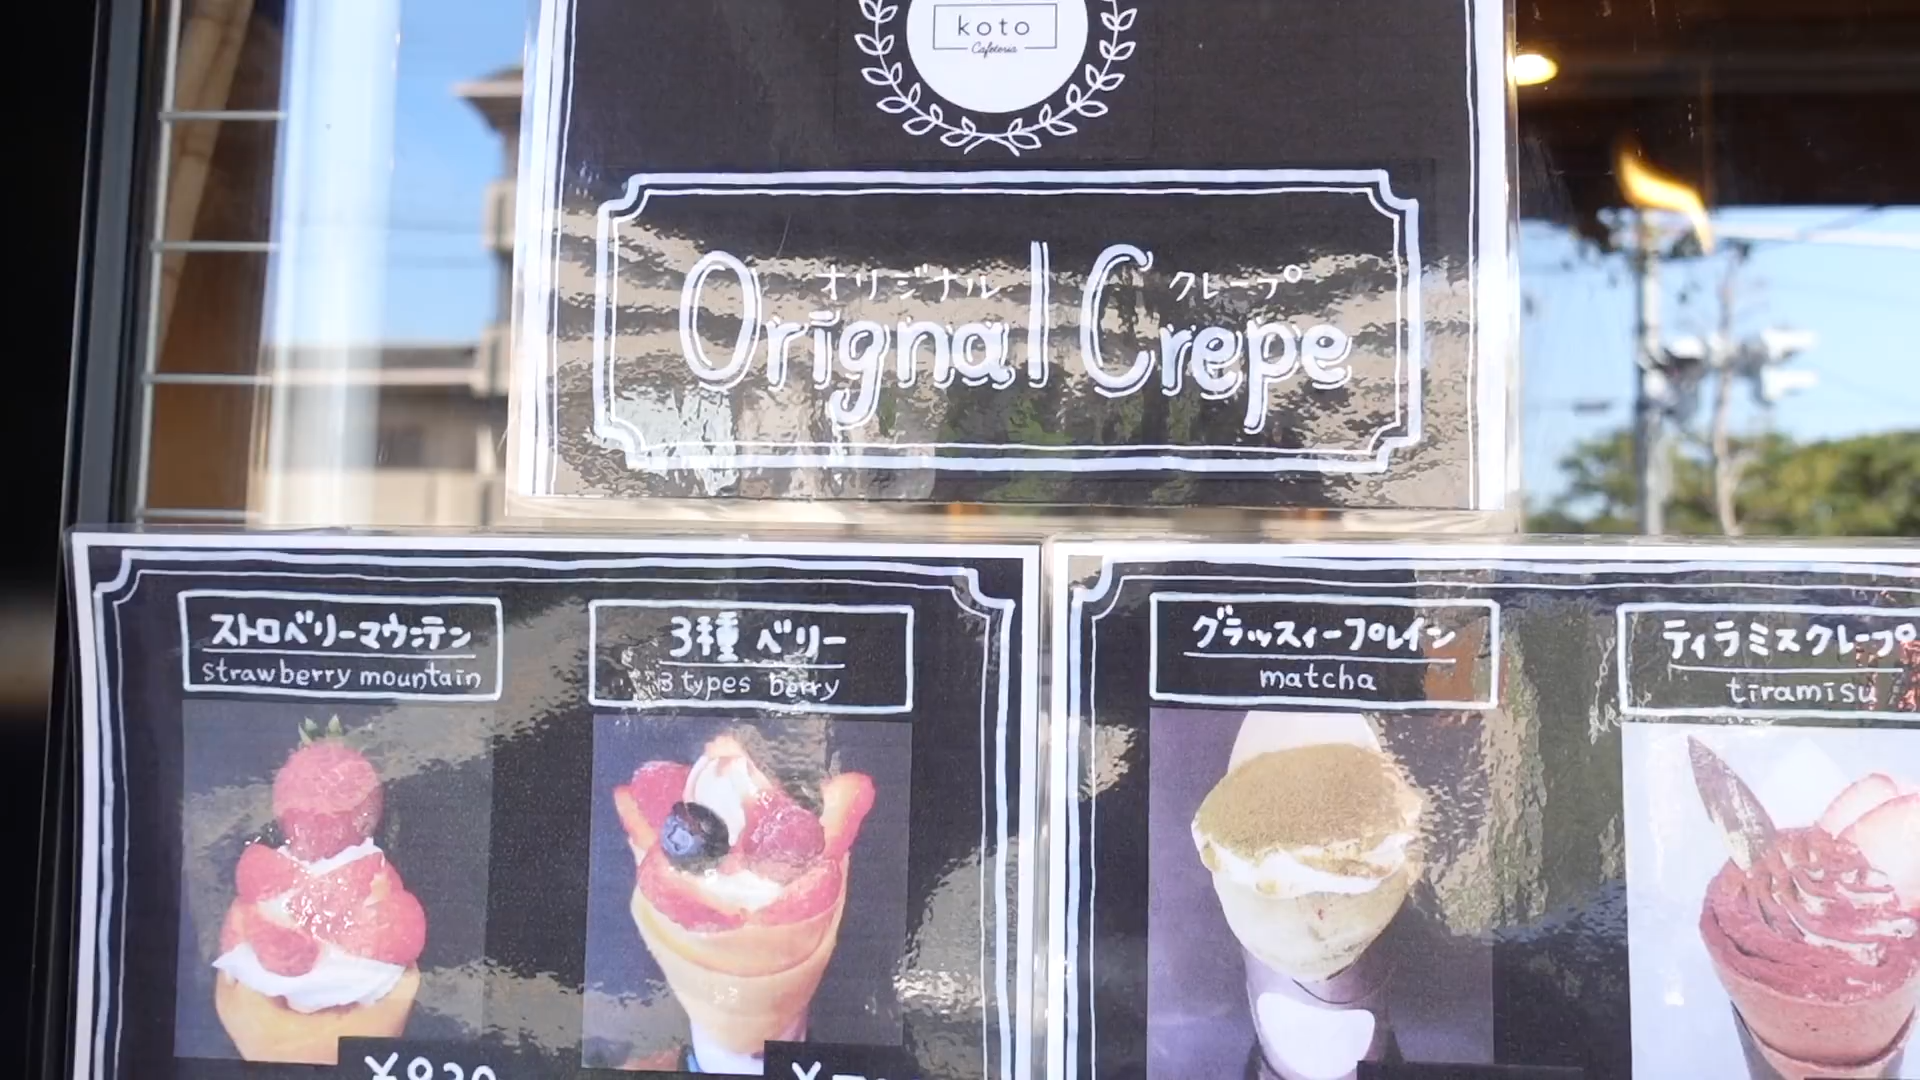 koto
Cafeteria
オリジナル クレープ
Orignal Crepe
ストロベリーマウンテン
strawberry mountain
3種 ベリー
3 types berry
グラッスィープレイン
matcha
ティラミスクレープ
tiramisu